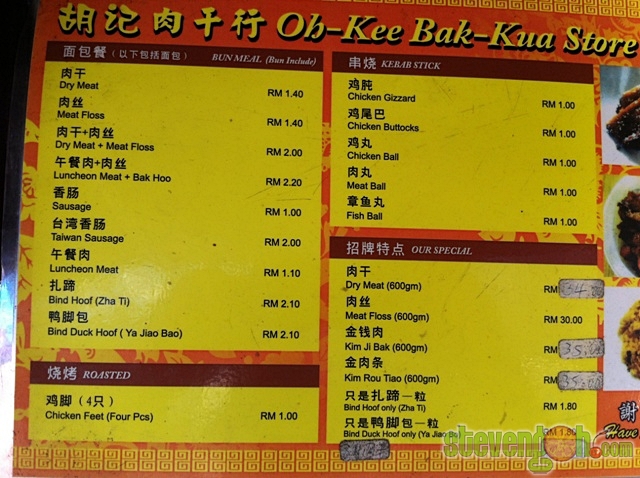 胡记肉干行 Oh-Kee Bak-Kua Store
面包餐 (以下包括面包) BUN MEAL (Bun Include)
肉干
Dry Meat RM 1.40
肉丝
Meat Floss RM 1.40
肉干+肉丝
Dry Meat + Meat Floss RM 2.00
午餐肉+肉丝
Luncheon Meat + Bak Hoo RM 2.20
香肠
Sausage RM 1.00
台湾香肠
Taiwan Sausage RM 2.00
午餐肉
Luncheon Meat RM 1.10
扎蹄
Bind Hoof (Zha Ti) RM 2.10
鸭脚包
Bind Duck Hoof ( Ya Jiao Bao) RM 2.10
烧烤 ROASTED
鸡脚 (4只)
Chicken Feet (Four Pcs) RM 1.00
串烧 KEBAB STICK
鸡肫
Chicken Gizzard RM 1.00
鸡尾巴
Chicken Buttocks RM 1.00
鸡丸
Chicken Ball RM 1.00
肉丸
Meat Ball RM 1.00
章鱼丸
Fish Ball RM 1.00
招牌特点 OUR SPECIAL
肉干
Dry Meat (600gm) RM
肉丝
Meat Floss (600gm) RM 30.00
金钱肉
Kim Ji Bak (600gm) RM 35.00
金肉条
Kim Rou Tiao (600gm) RM 35.00
只是扎蹄一粒
Bind Hoof only (Zha Ti) RM 1.80
只是鸭脚包一粒
Bind Duck Hoof only (Ya Jiao Bao) RM 1.80
謝
Have
stevengoh.com